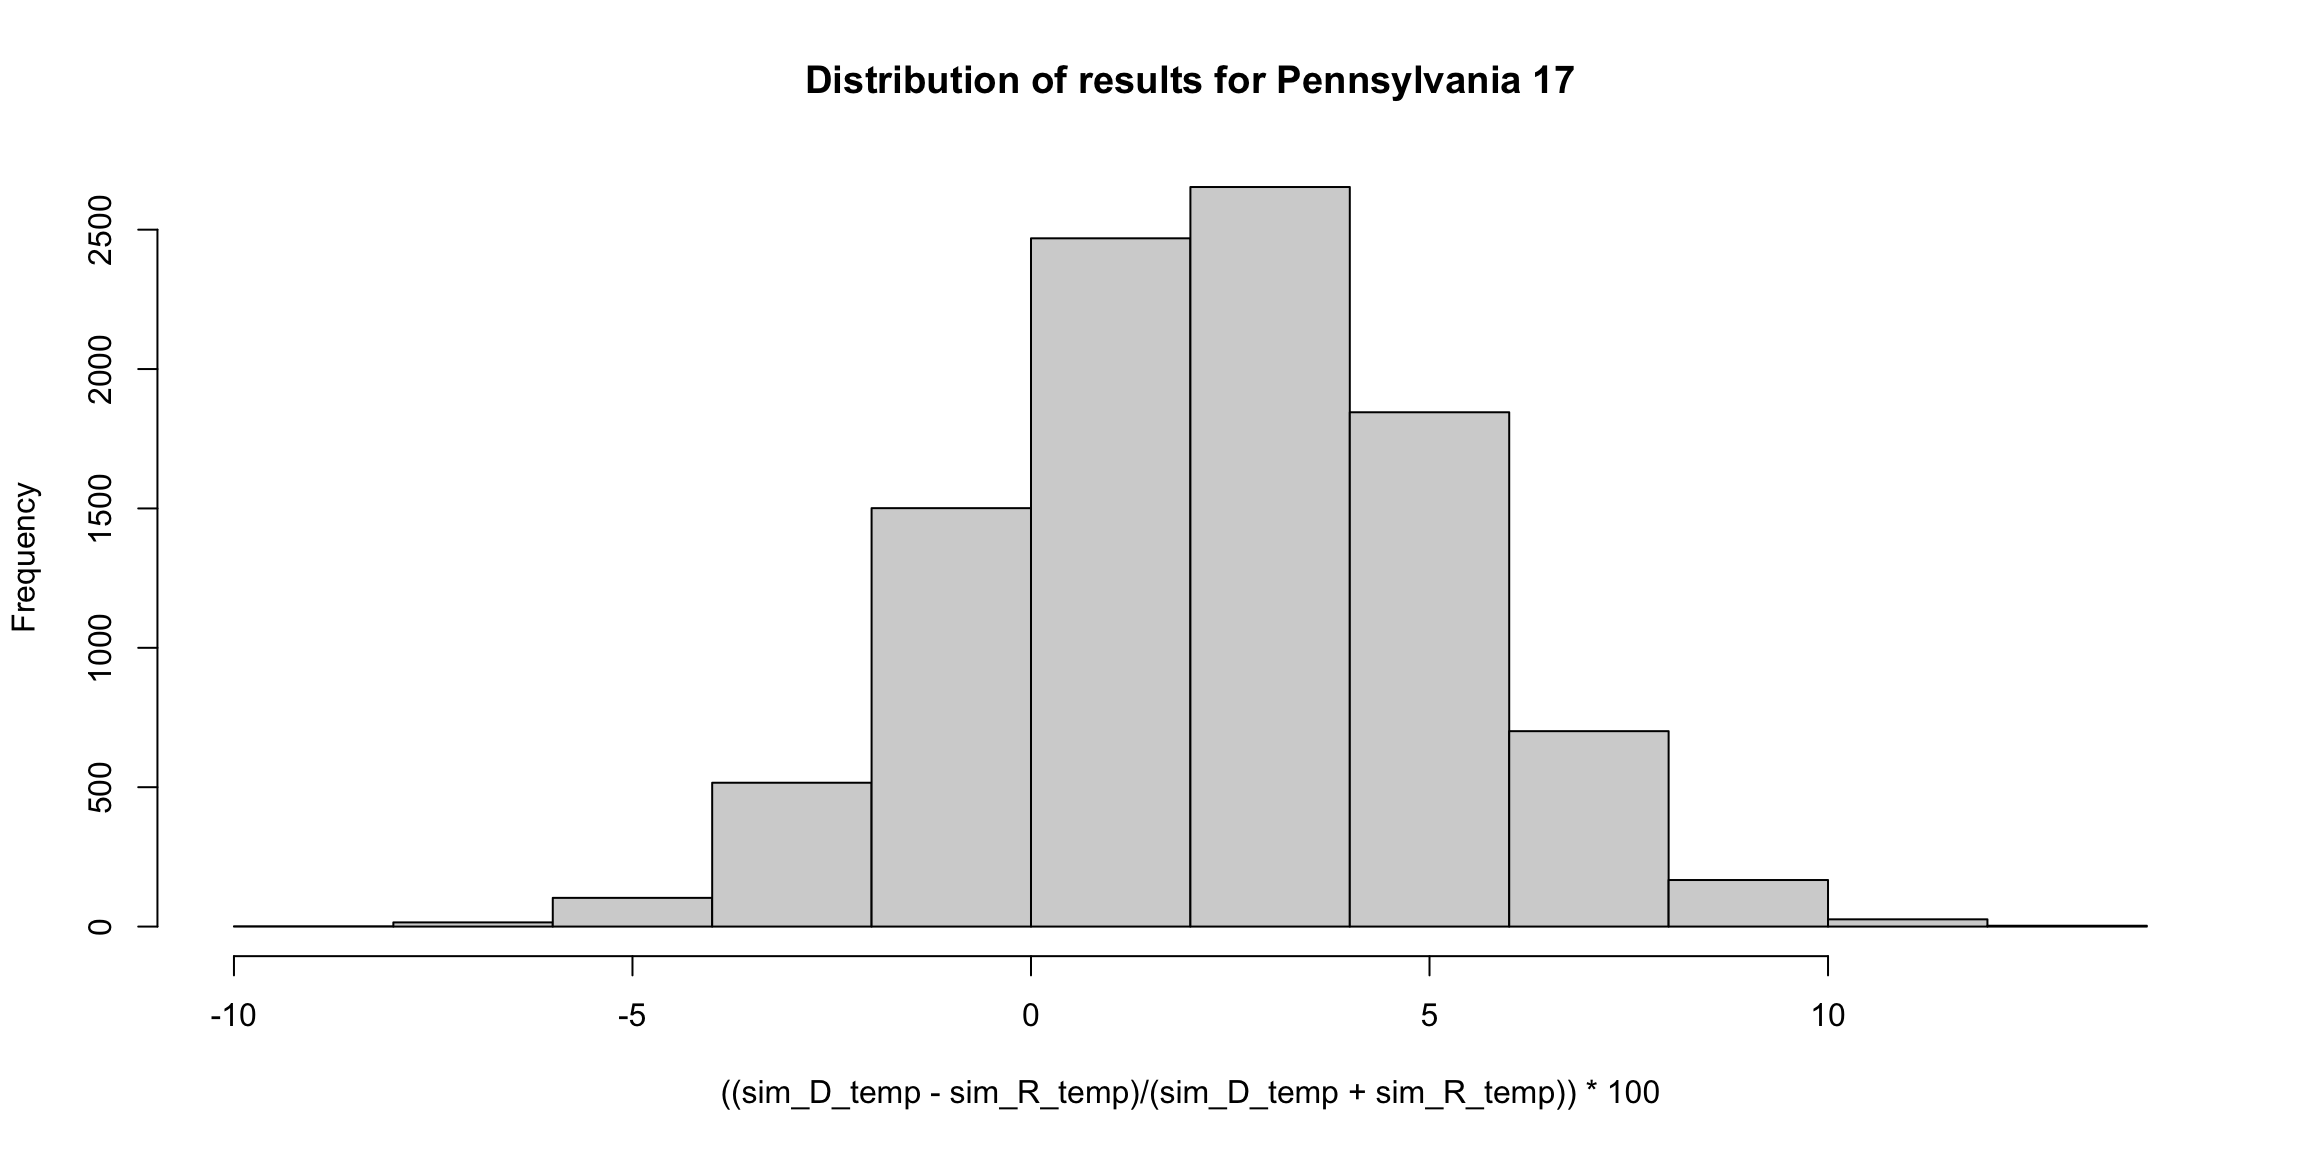 Distribution of results for Pennsylvania 17
Frequency
2500
2000
1500
1000
500
0
-10 -5 0 5 10
((sim_D_temp - sim_R_temp)/(sim_D_temp + sim_R_temp)) * 100